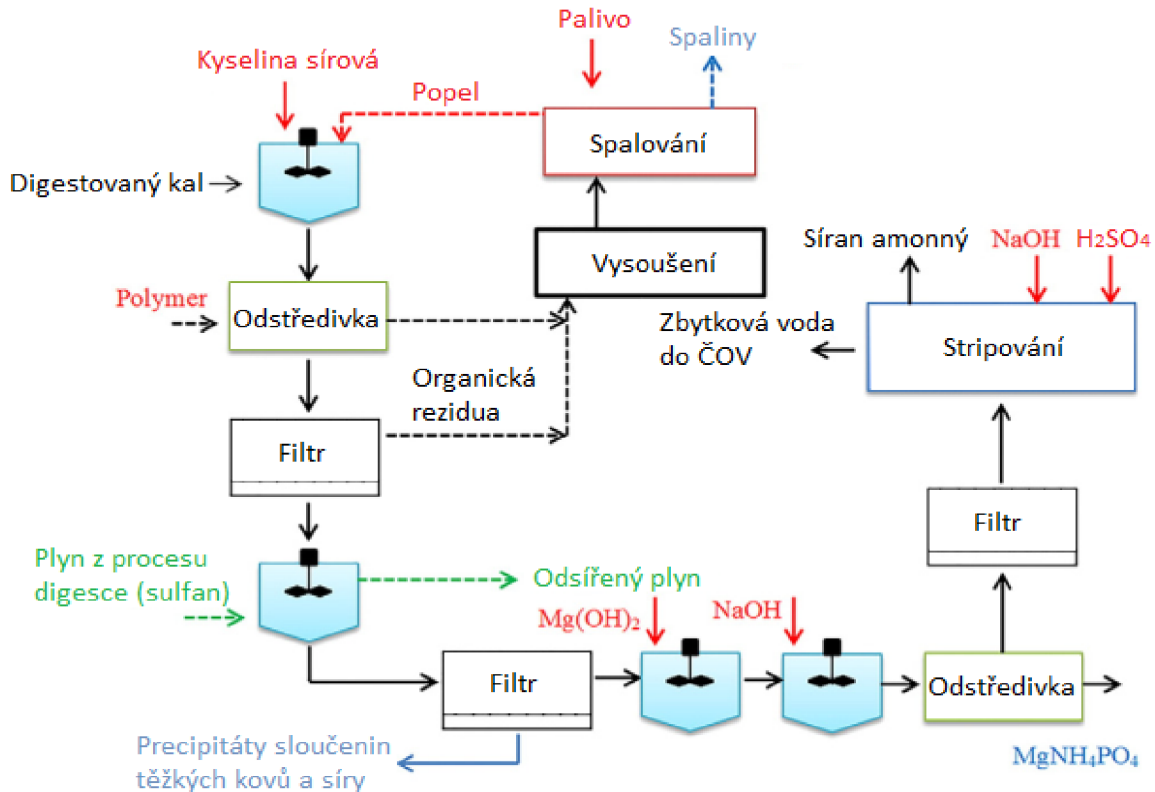 Palivo
Spaliny
Kyselina sírová
Popel
Spalování
Digestovaný kal
Vysoušení
Síran amonný
NaOH
H₂SO₄
Polymer
Odstředivka
Zbytková voda
do ČOV
Stripování
Organická
rezidua
Filtr
Filtr
Plyn z procesu
digesce (sulfan)
Odsířený plyn
Mg(OH)₂
NaOH
Filtr
Odstředivka
Precipitáty sloučenin
těžkých kovů a síry
MgNH₄PO₄